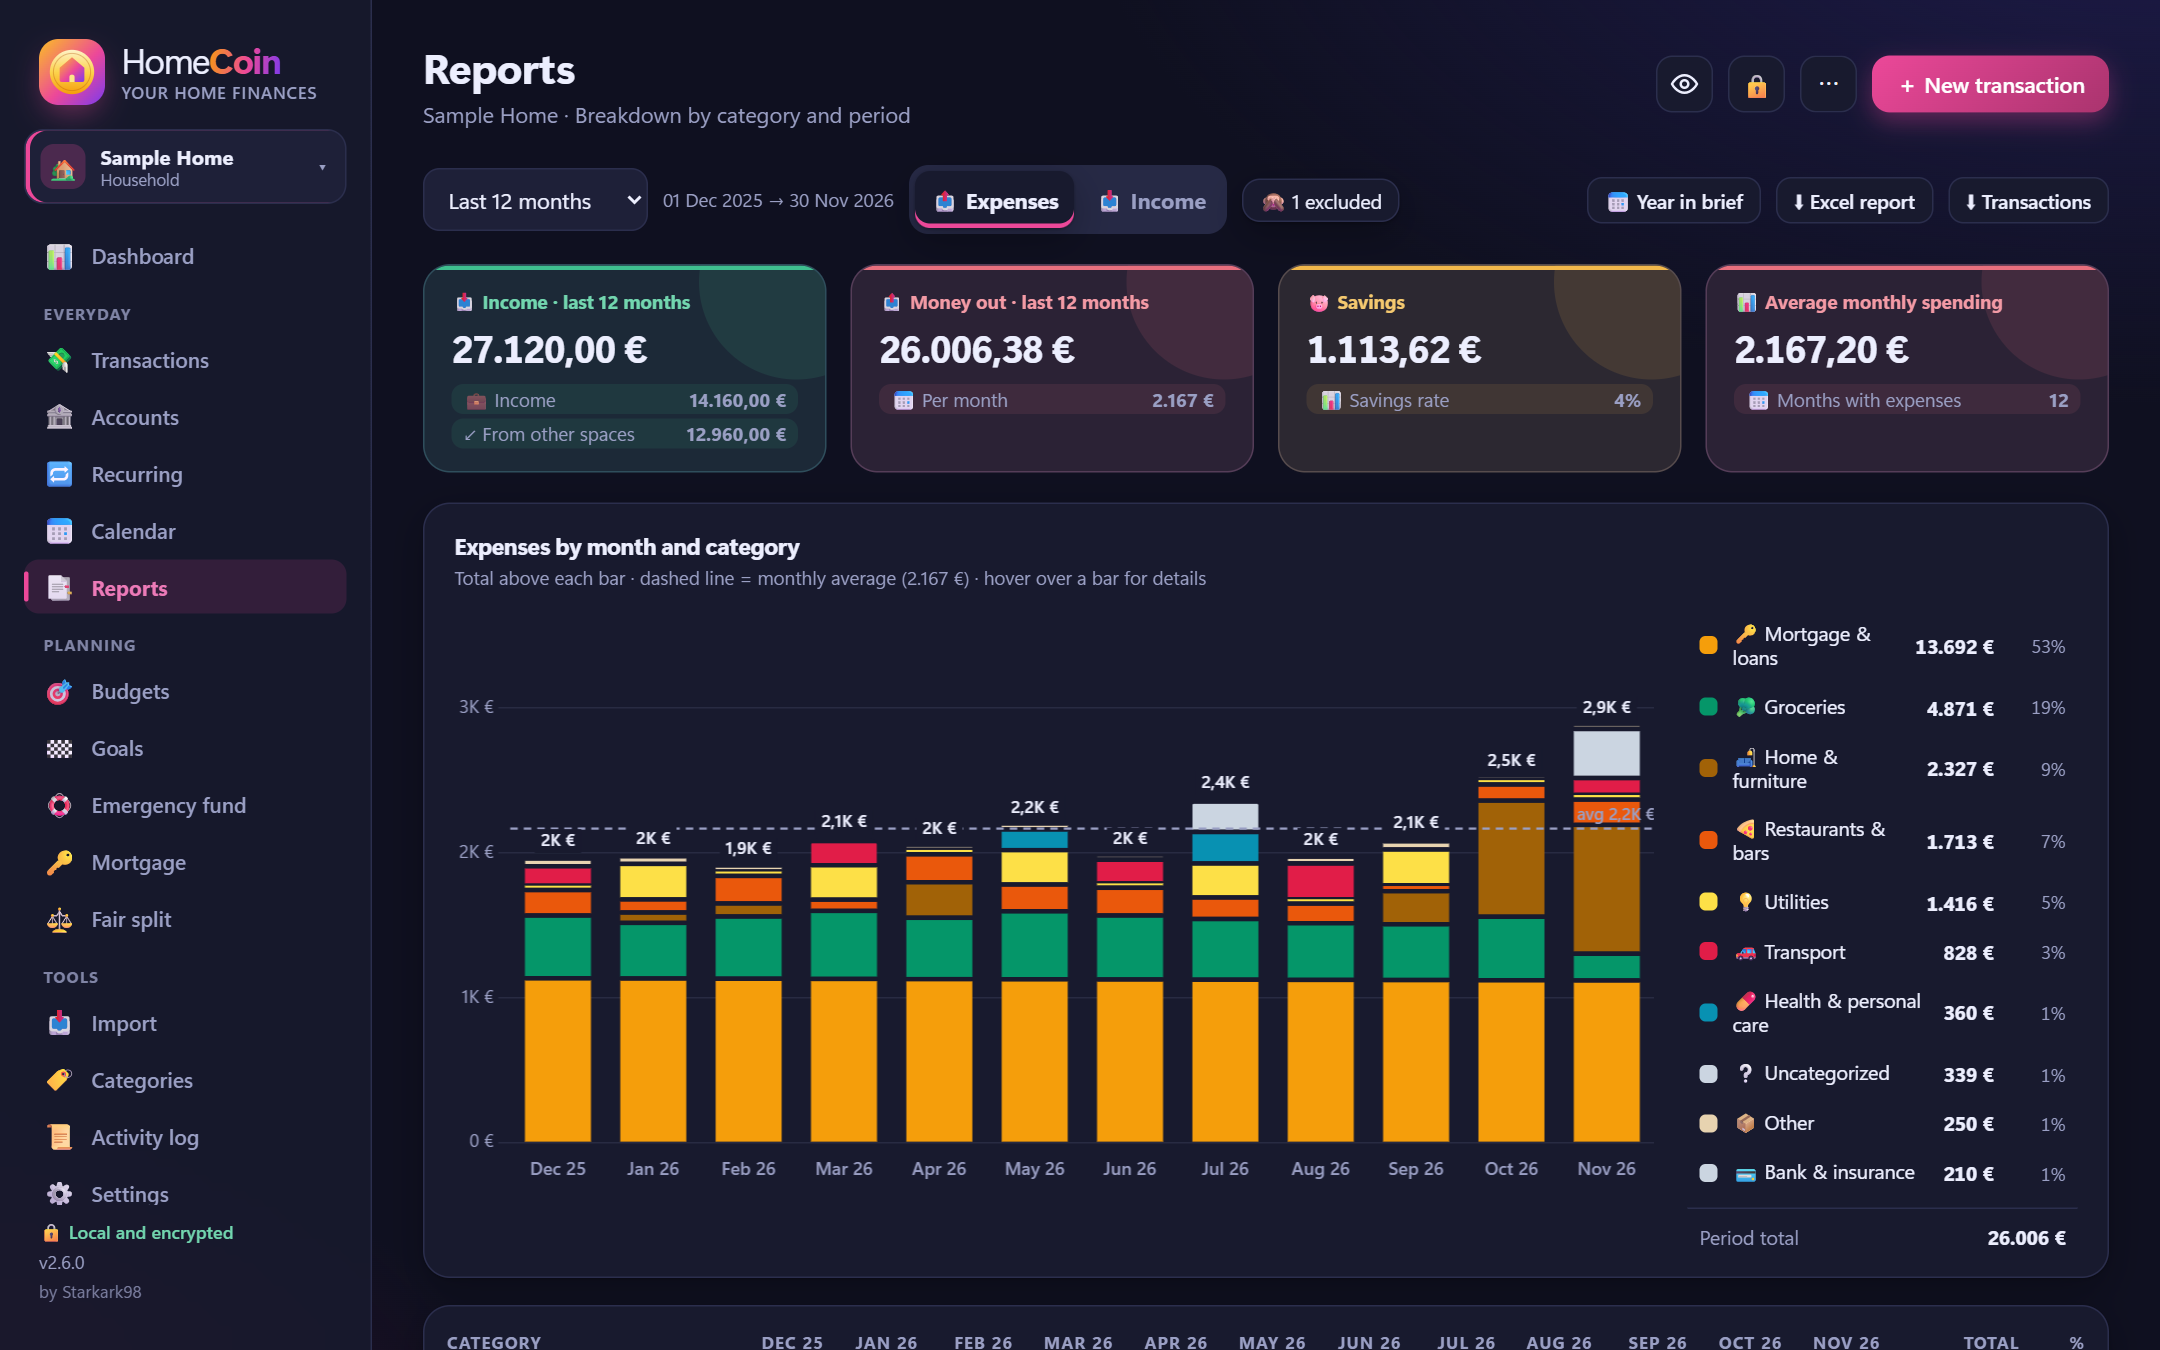 HomeCoin
YOUR HOME FINANCES
Sample Home
Household
Dashboard
EVERYDAY
Transactions
Accounts
Recurring
Calendar
Reports
PLANNING
Budgets
Goals
Emergency fund
Mortgage
Fair split
TOOLS
Import
Categories
Activity log
Settings
Local and encrypted
v2.6.0
by Starkark98
Reports
Sample Home · Breakdown by category and period
··· + New transaction
Last 12 months 01 Dec 2025 → 30 Nov 2026 Expenses Income 1 excluded Year in brief ⬇ Excel report ⬇ Transactions
Income · last 12 months
27.120,00 €
Income 14.160,00 €
↙ From other spaces 12.960,00 €
Money out · last 12 months
26.006,38 €
Per month 2.167 €
Savings
1.113,62 €
Savings rate 4%
Average monthly spending
2.167,20 €
Months with expenses 12
Expenses by month and category
Total above each bar · dashed line = monthly average (2.167 €) · hover over a bar for details
3K €
2K €
1K €
0 €
2K € 2K € 1,9K € 2,1K € 2K € 2,2K € 2K € 2,4K € 2K € 2,1K € 2,5K € 2,9K €
avg 2,2K €
Dec 25 Jan 26 Feb 26 Mar 26 Apr 26 May 26 Jun 26 Jul 26 Aug 26 Sep 26 Oct 26 Nov 26
Mortgage & loans 13.692 € 53%
Groceries 4.871 € 19%
Home & furniture 2.327 € 9%
Restaurants & bars 1.713 € 7%
Utilities 1.416 € 5%
Transport 828 € 3%
Health & personal care 360 € 1%
Uncategorized 339 € 1%
Other 250 € 1%
Bank & insurance 210 € 1%
Period total 26.006 €
CATEGORY DEC 25 JAN 26 FEB 26 MAR 26 APR 26 MAY 26 JUN 26 JUL 26 AUG 26 SEP 26 OCT 26 NOV 26 TOTAL %